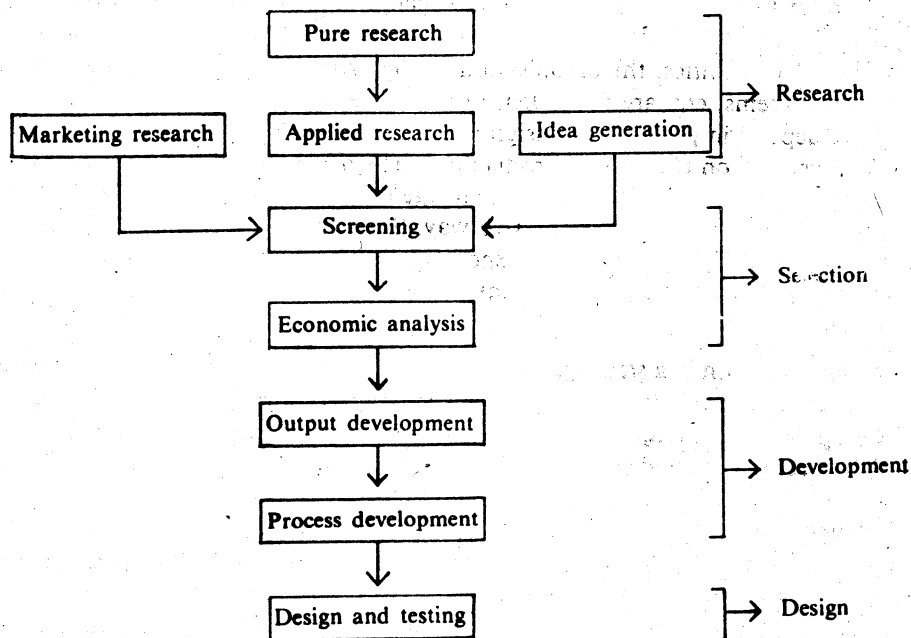 Pure research
Research
Marketing research
Applied research
Idea generation
Screening
Selection
Economic analysis
Output development
Development
Process development
Design and testing
Design